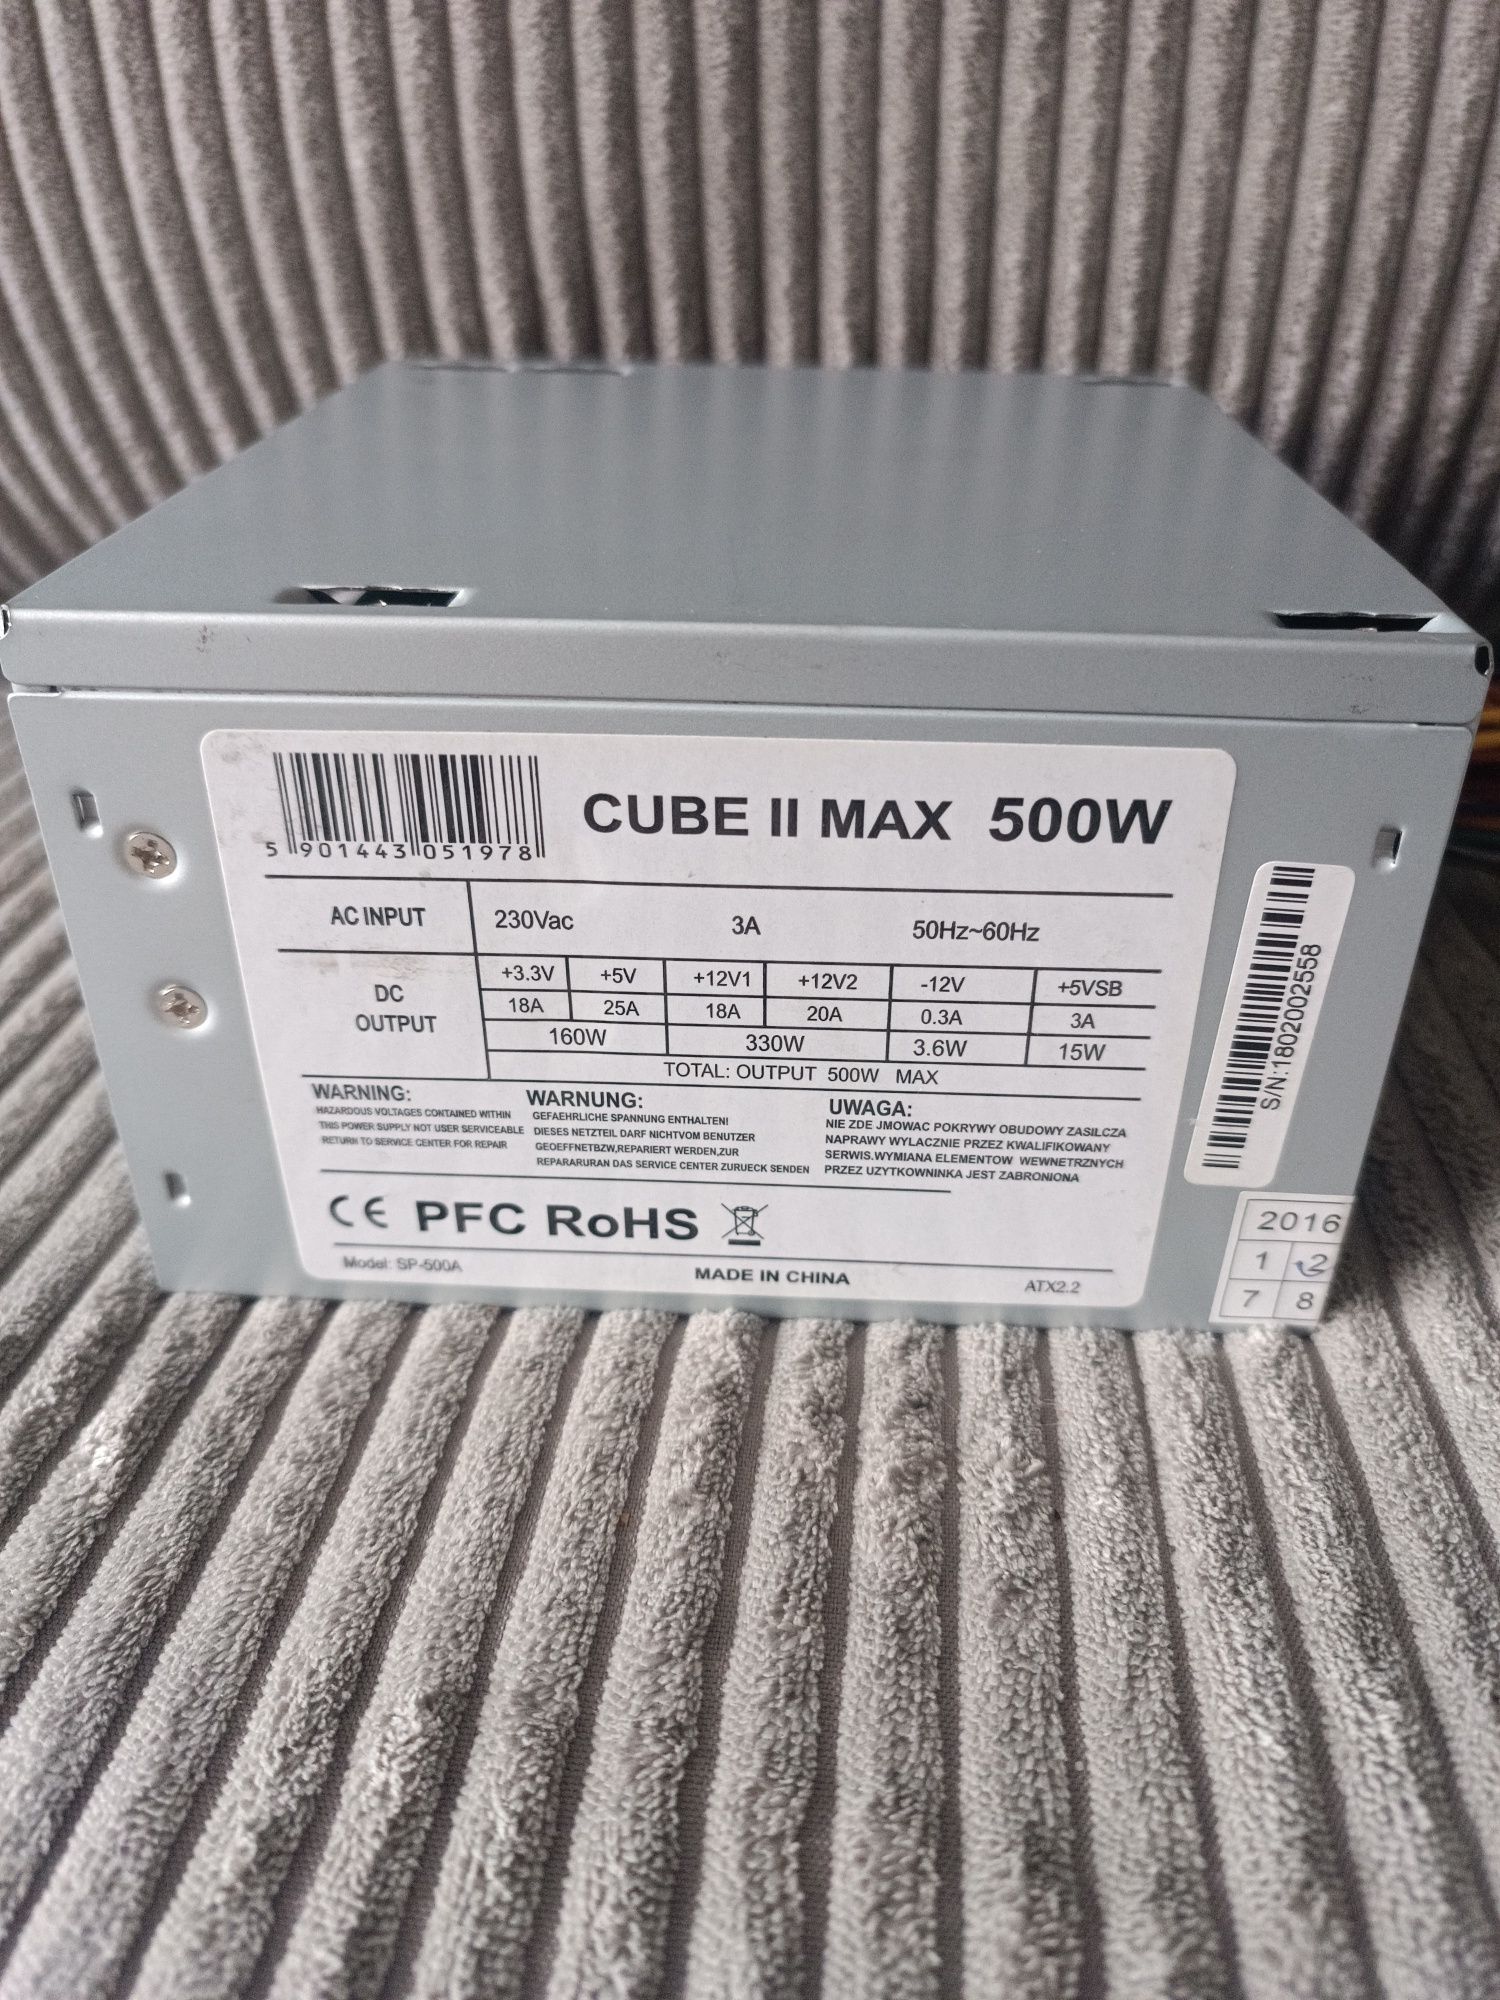 5 901443 051978
CUBE II MAX 500W
AC INPUT 230Vac 3A 50Hz~60Hz
DC OUTPUT
+3.3V +5V +12V1 +12V2 -12V +5VSB
18A 25A 18A 20A 0.3A 3A
160W 330W 3.6W 15W
TOTAL: OUTPUT 500W MAX
WARNING:
HAZARDOUS VOLTAGES CONTAINED WITHIN
THIS POWER SUPPLY NOT USER SERVICEABLE
RETURN TO SERVICE CENTER FOR REPAIR
WARNUNG:
GEFAEHRLICHE SPANNUNG ENTHALTEN!
DIESES NETZTEIL DARF NICHTVOM BENUTZER
GEOEFFNETBZW,REPARIERT WERDEN,ZUR
REPARARURAN DAS SERVICE CENTER ZURUECK SENDEN
UWAGA:
NIE ZDE JMOWAC POKRYWY OBUDOWY ZASILCZA
NAPRAWY WYLACZNIE PRZEZ KWALIFIKOWANY
SERWIS.WYMIANA ELEMENTOW WEWNETRZNYCH
PRZEZ UZYTKOWNINKA JEST ZABRONIONA
CE PFC RoHS
Model: SP-500A
MADE IN CHINA
ATX2.2
S/N:1802002558
2016
1 2
7 8